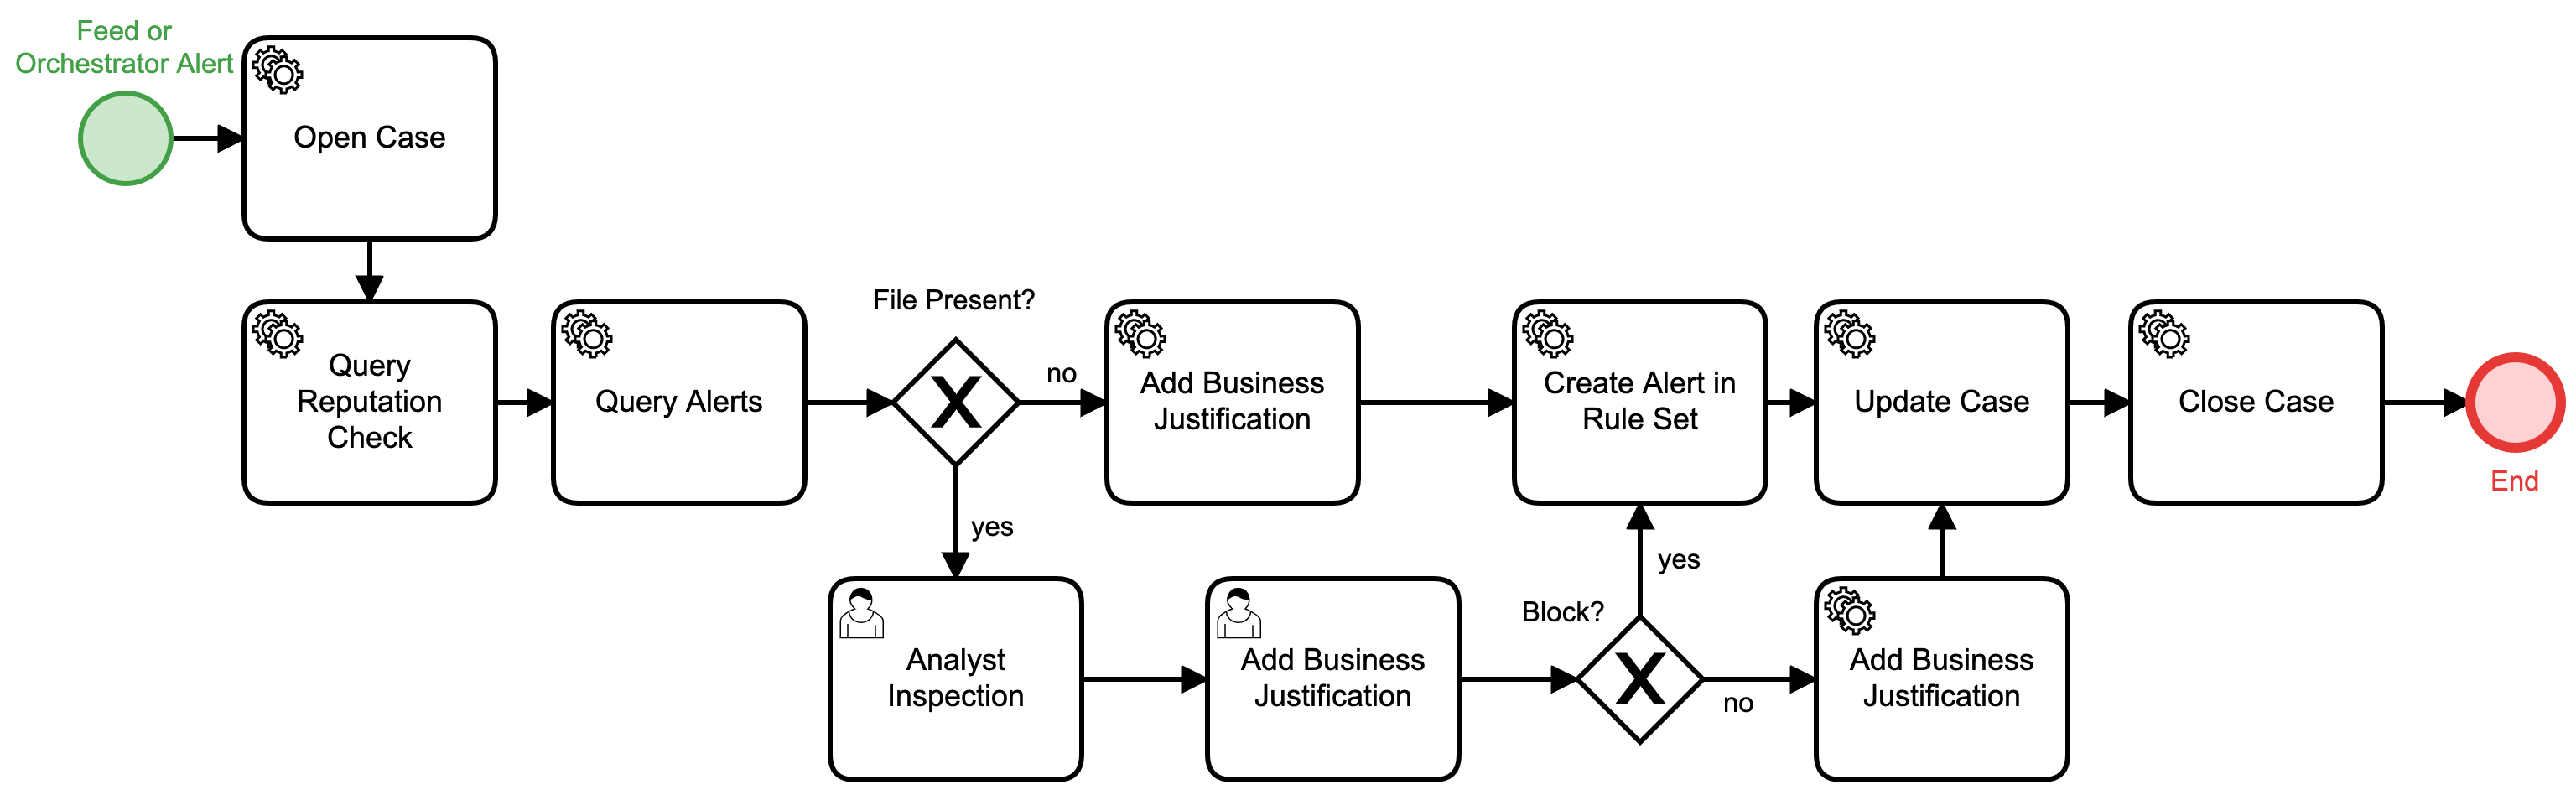 Feed or
Orchestrator Alert
Open Case
Query
Reputation
Check
Query Alerts
File Present?
no
Add Business
Justification
Create Alert in
Rule Set
Update Case
Close Case
End
yes
Analyst
Inspection
Add Business
Justification
Block?
yes
no
Add Business
Justification